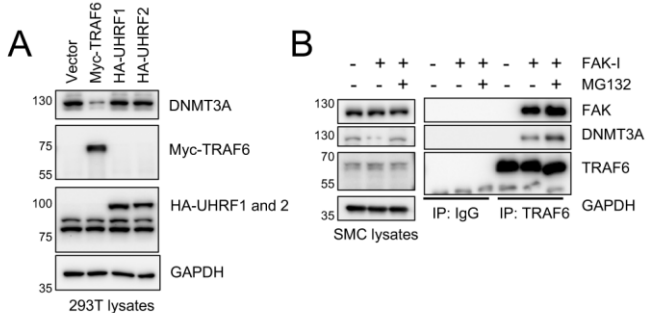 A
Vector
Myc-TRAF6
HA-UHRF1
HA-UHRF2
130
DNMT3A
75
55
Myc-TRAF6
100
75
HA-UHRF1 and 2
35
GAPDH
293T lysates
B
- + + - + + - + + FAK-I
- - + - - + - - + MG132
130
FAK
130
DNMT3A
70
55
TRAF6
35
GAPDH
SMC lysates
IP: IgG
IP: TRAF6